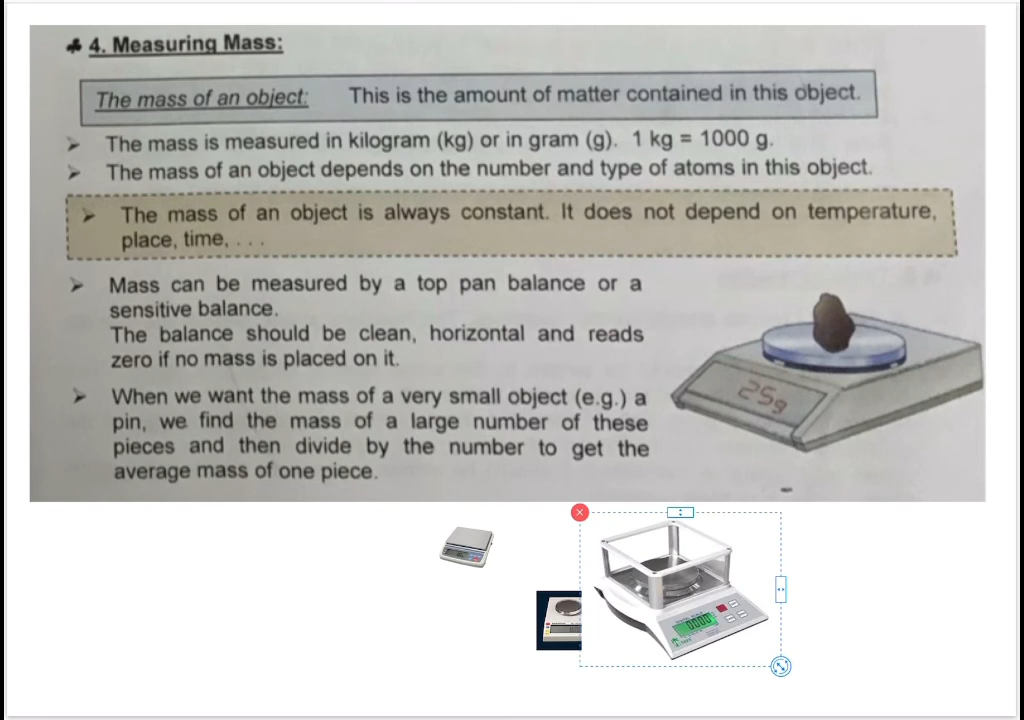 ♣ 4. Measuring Mass:
The mass of an object: This is the amount of matter contained in this object.
➢ The mass is measured in kilogram (kg) or in gram (g). 1 kg = 1000 g.
➢ The mass of an object depends on the number and type of atoms in this object.
➢ The mass of an object is always constant. It does not depend on temperature,
place, time, . . .
➢ Mass can be measured by a top pan balance or a
sensitive balance.
The balance should be clean, horizontal and reads
zero if no mass is placed on it.
➢ When we want the mass of a very small object (e.g.) a
pin, we find the mass of a large number of these
pieces and then divide by the number to get the
average mass of one piece.
25g
0.000